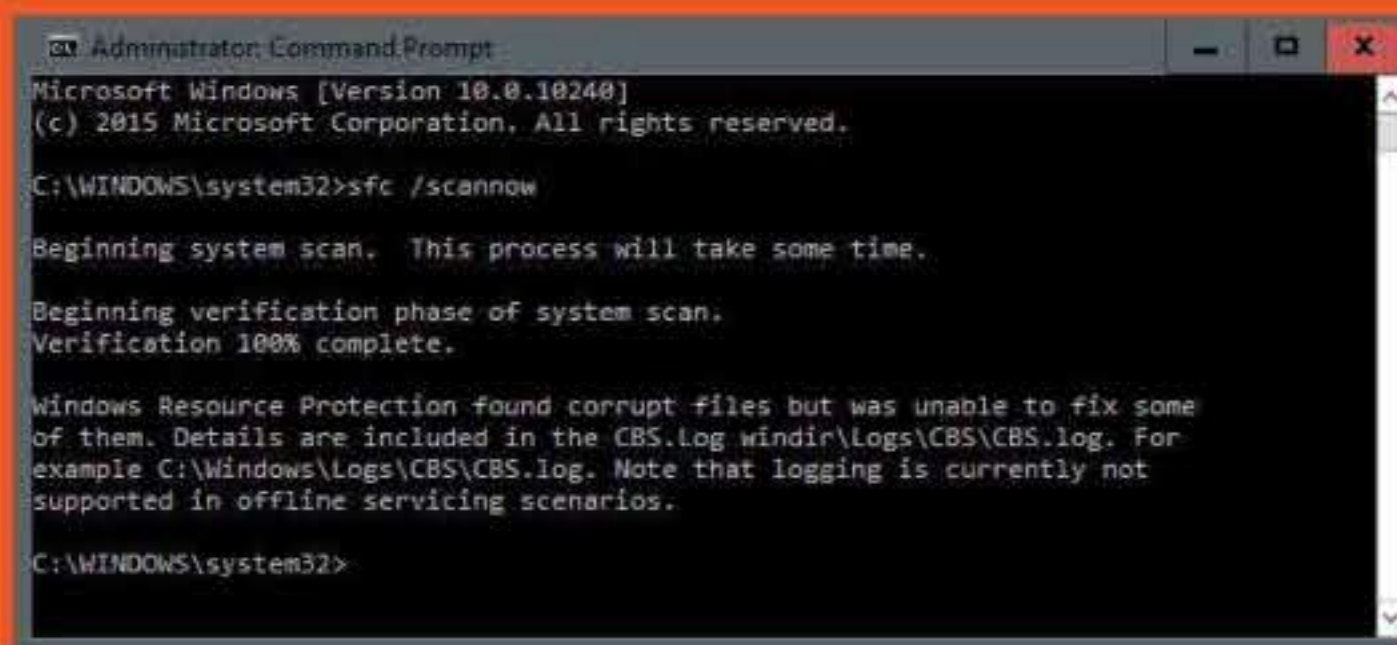 Administrator: Command Prompt
Microsoft Windows [Version 10.0.10240]
(c) 2015 Microsoft Corporation. All rights reserved.
C:\WINDOWS\system32>sfc /scannow
Beginning system scan.  This process will take some time.
Beginning verification phase of system scan.
Verification 100% complete.
Windows Resource Protection found corrupt files but was unable to fix some
of them. Details are included in the CBS.Log windir\Logs\CBS\CBS.log. For
example C:\Windows\Logs\CBS\CBS.log. Note that logging is currently not
supported in offline servicing scenarios.
C:\WINDOWS\system32>